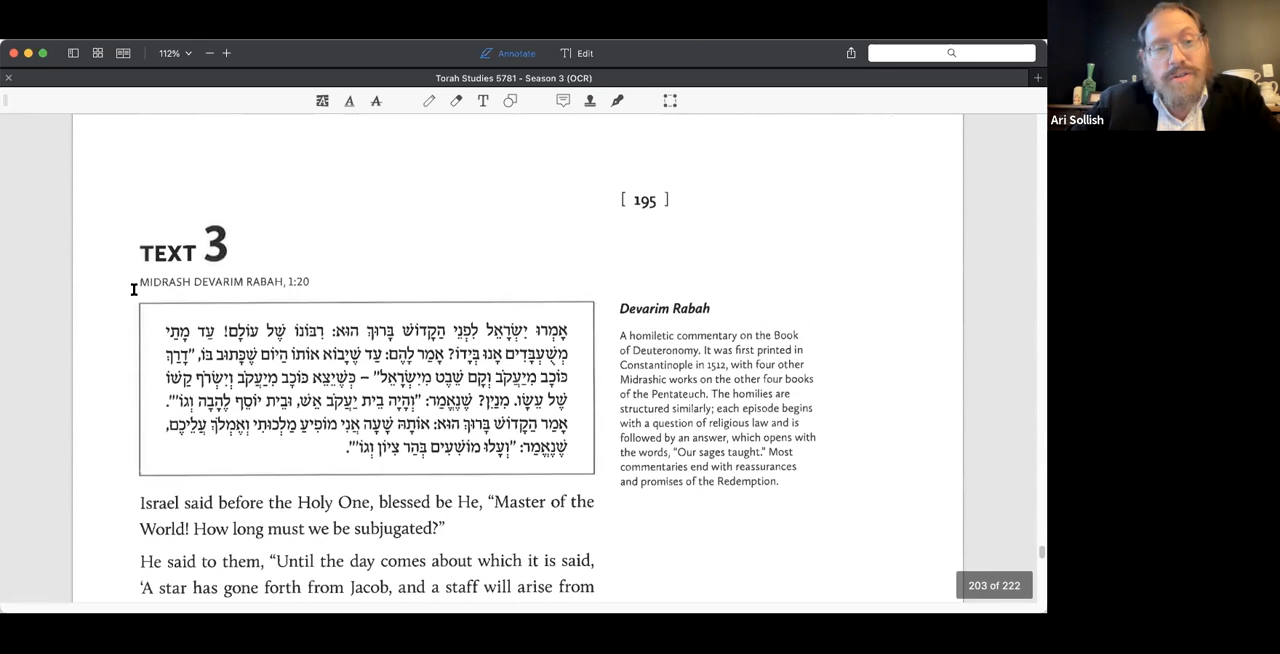 112%
Annotate
Edit
Torah Studies 5781 - Season 3 (OCR)
Ari Sollish
[ 195 ]
TEXT 3
MIDRASH DEVARIM RABAH, 1:20
אָמְרוּ יִשְׂרָאֵל לִפְנֵי הַקָדוֹשׁ בָּרוּךְ הוּא: רִבּוֹנוֹ שֶׁל עוֹלָם! עַד מָתַי
מְשֻׁעְבָּדִים אָנוּ בְּיָדוֹ? אָמַר לָהֶם: עַד שֶׁיָבוֹא אוֹתוֹ הַיוֹם שֶׁכָּתוּב בּוֹ, "דָרַךְ
כּוֹכָב מִיַעֲקֹב וְקָם שֵׁבֶט מִיִשְׂרָאֵל" – כְּשֶׁיֵצֵא כּוֹכָב מִיַעֲקֹב וְיִשְׂרֹף קַשׁוֹ
שֶׁל עֵשָׂו. מִנַיִן? שֶׁנֶאֱמַר: "וְהָיָה בֵית יַעֲקֹב אֵשׁ, וּבֵית יוֹסֵף לֶהָבָה וְגוֹ'".
אָמַר הַקָדוֹשׁ בָּרוּךְ הוּא: אוֹתָהּ שָׁעָה אֲנִי מוֹפִיעַ מַלְכוּתִי וְאֶמְלֹךְ עֲלֵיכֶם,
שֶׁנֶאֱמַר: "וְעָלוּ מוֹשִׁעִים בְּהַר צִיוֹן וְגוֹ'".
Israel said before the Holy One, blessed be He, “Master of the
World! How long must we be subjugated?”
He said to them, “Until the day comes about which it is said,
‘A star has gone forth from Jacob, and a staff will arise from
Devarim Rabah
A homiletic commentary on the Book
of Deuteronomy. It was first printed in
Constantinople in 1512, with four other
Midrashic works on the other four books
of the Pentateuch. The homilies are
structured similarly; each episode begins
with a question of religious law and is
followed by an answer, which opens with
the words, “Our sages taught.” Most
commentaries end with reassurances
and promises of the Redemption.
203 of 222